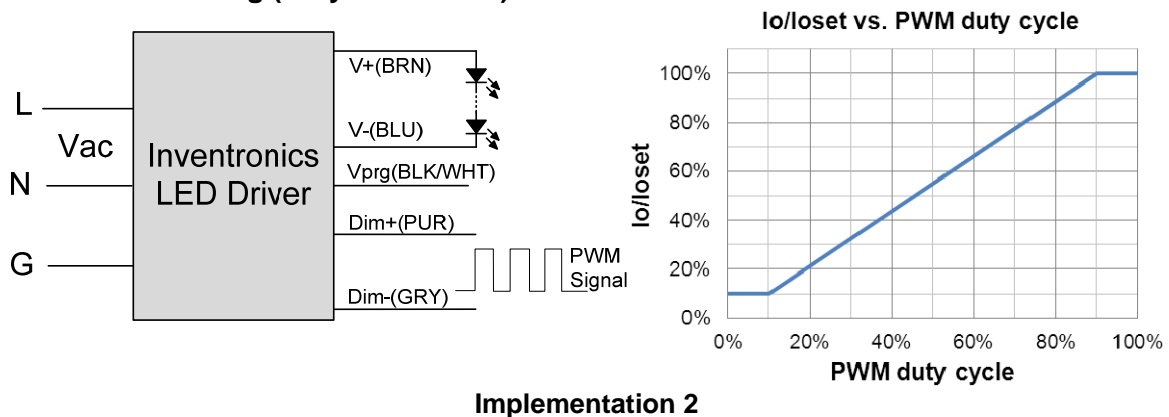 Io/Ioset vs. PWM duty cycle
L
Vac
N
G
Inventronics
LED Driver
V+(BRN)
V-(BLU)
Vprg(BLK/WHT)
Dim+(PUR)
Dim-(GRY)
PWM
Signal
Io/Ioset
100%
80%
60%
40%
20%
0%
0%
20%
40%
60%
80%
100%
PWM duty cycle
Implementation 2